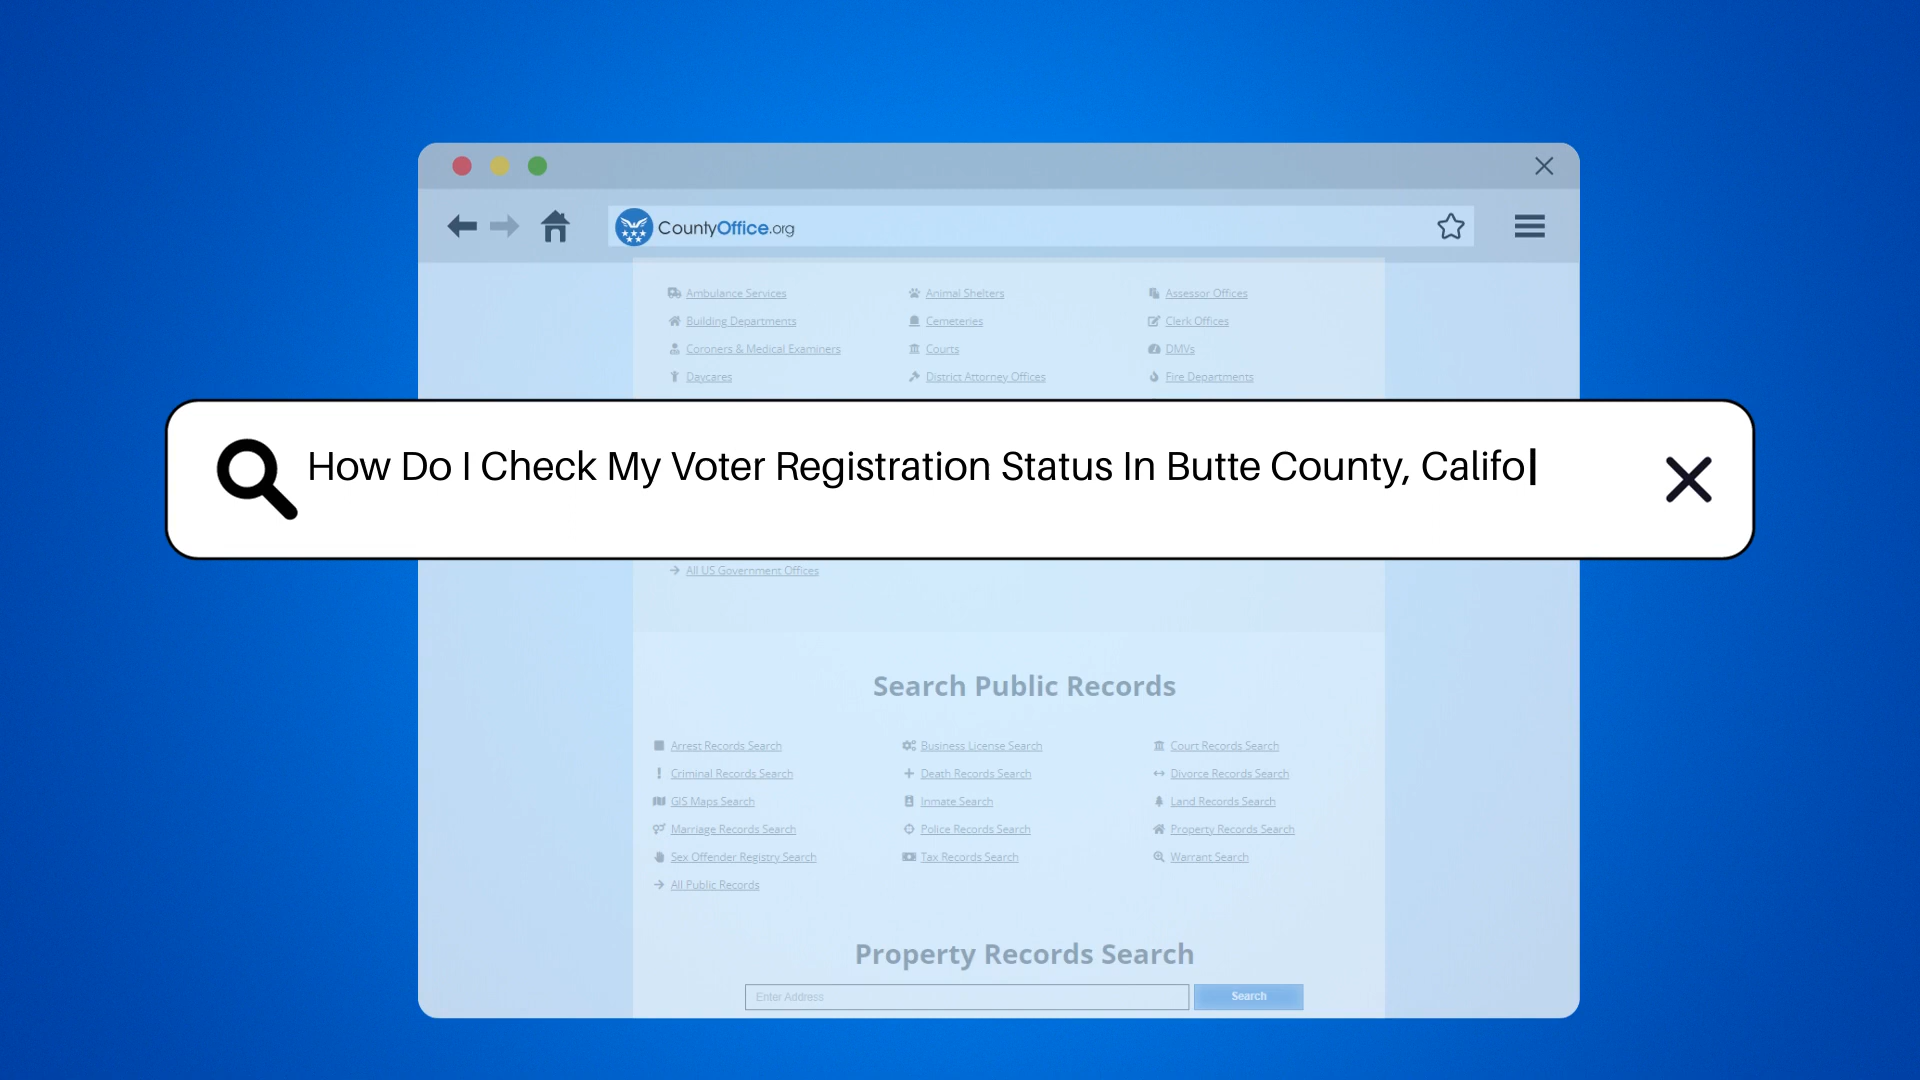 CountyOffice.org
Ambulance Services Animal Shelters Assessor Offices
Building Departments Cemeteries Clerk Offices
Coroners & Medical Examiners Courts DMVs
Daycares District Attorney Offices Fire Departments
How Do I Check My Voter Registration Status In Butte County, Califo
All US Government Offices
Search Public Records
Arrest Records Search Business License Search Court Records Search
Criminal Records Search Death Records Search Divorce Records Search
GIS Maps Search Inmate Search Land Records Search
Marriage Records Search Police Records Search Property Records Search
Sex Offender Registry Search Tax Records Search Warrant Search
All Public Records
Property Records Search
Enter Address Search